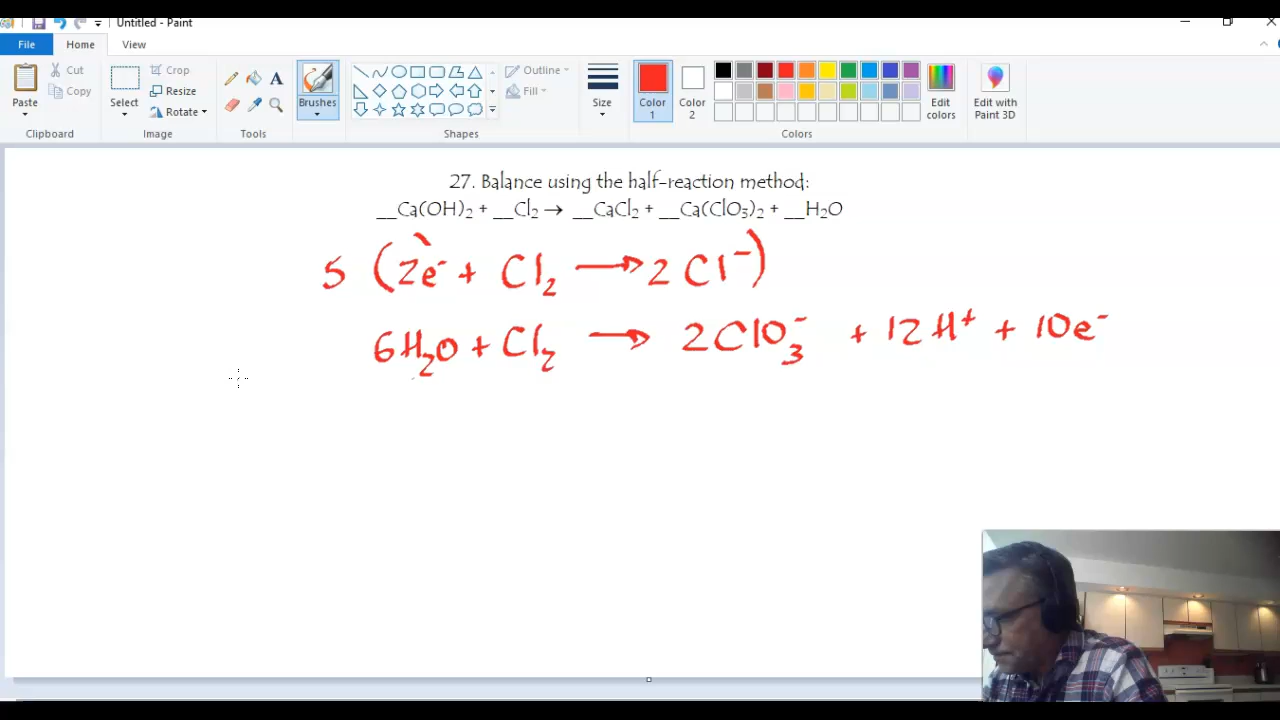 Untitled - Paint
File Home View
Cut
Copy
Paste
Clipboard
Select
Crop
Resize
Rotate
Image
Tools
Brushes
Outline
Fill
Shapes
Size
Color 1
Color 2
Edit colors
Colors
Edit with Paint 3D
27. Balance using the half-reaction method:
__Ca(OH)₂ + __Cl₂ → __CaCl₂ + __Ca(ClO₃)₂ + __H₂O
5 (2e⁻ + Cl₂ → 2Cl⁻)
6H₂O + Cl₂ → 2ClO₃⁻ + 12H⁺ + 10e⁻